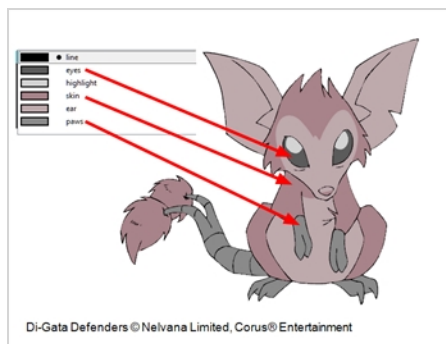 line
eyes
highlight
skin
ear
paws
Di-Gata Defenders © Nelvana Limited, Corus® Entertainment